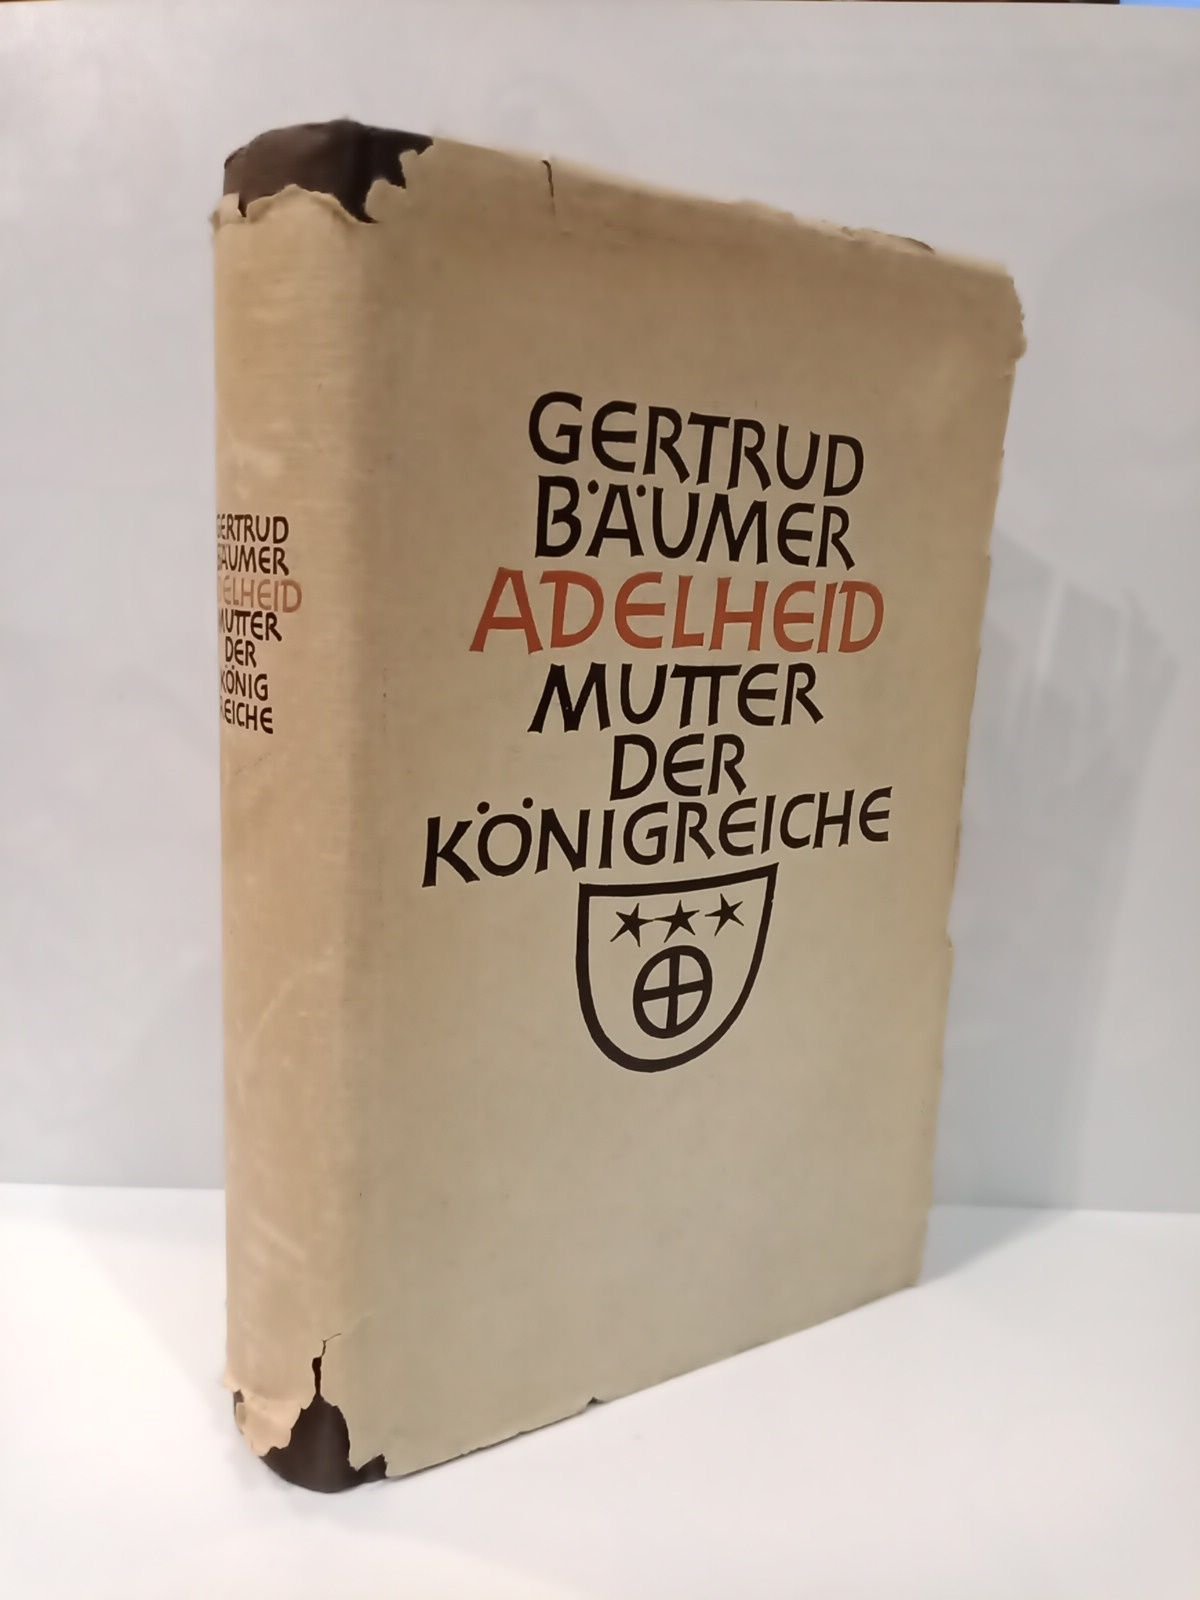 GERTRUD
BÄUMER
ADELHEID
MUTTER
DER
KÖNIG
REICHE
GERTRUD
BÄUMER
ADELHEID
MUTTER
DER
KÖNIGREICHE